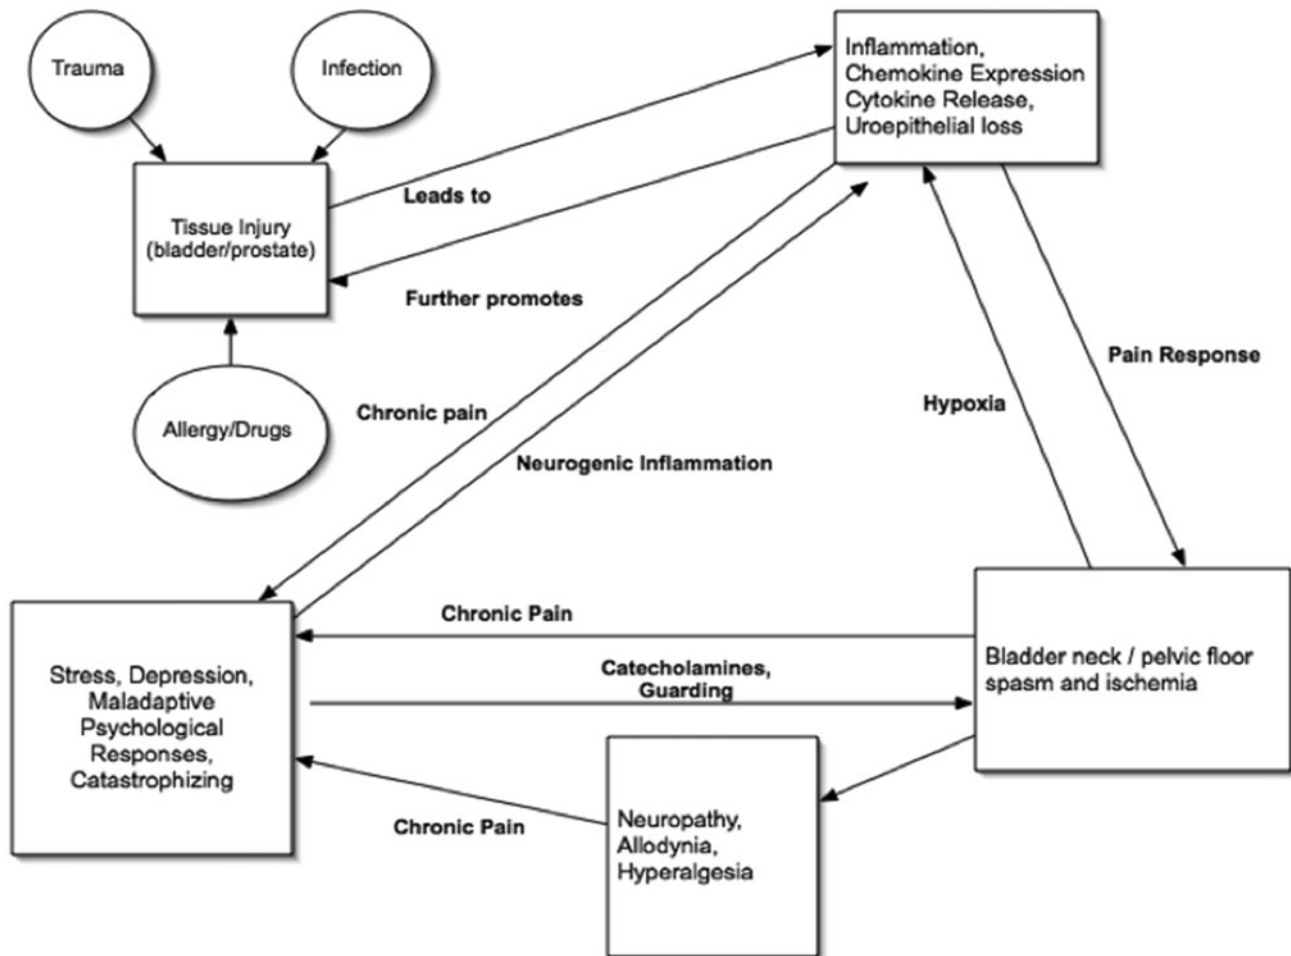 Trauma
Infection
Inflammation,
Chemokine Expression
Cytokine Release,
Uroepithelial loss
Tissue Injury
(bladder/prostate)
Leads to
Further promotes
Allergy/Drugs
Chronic pain
Neurogenic Inflammation
Hypoxia
Pain Response
Stress, Depression,
Maladaptive
Psychological
Responses,
Catastrophizing
Chronic Pain
Catecholamines,
Guarding
Bladder neck / pelvic floor
spasm and ischemia
Chronic Pain
Neuropathy,
Allodynia,
Hyperalgesia